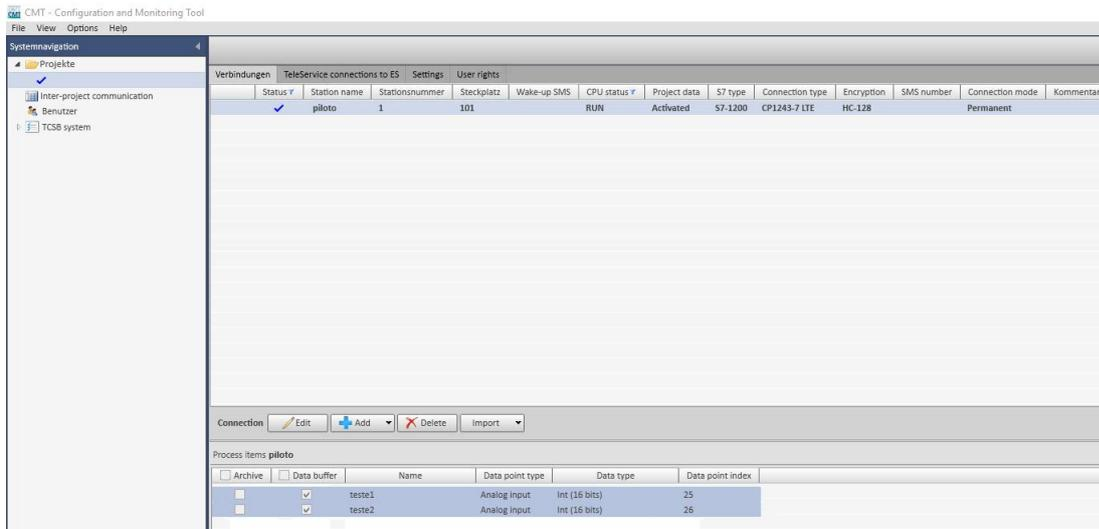 CMT - Configuration and Monitoring Tool
File View Options Help
Systemnavigation
Projekte
Inter-project communication
Benutzer
TCSB system
Verbindungen TeleService connections to ES Settings User rights
Status Station name Stationsnummer Steckplatz Wake-up SMS CPU status Project data S7 type Connection type Encryption SMS number Connection mode Kommentar
piloto 1 101 RUN Activated S7-1200 CP1243-7 LTE HC-128 Permanent
Connection Edit Add Delete Import
Process items piloto
Archive Data buffer Name Data point type Data type Data point index
teste1 Analog input Int (16 bits) 25
teste2 Analog input Int (16 bits) 26